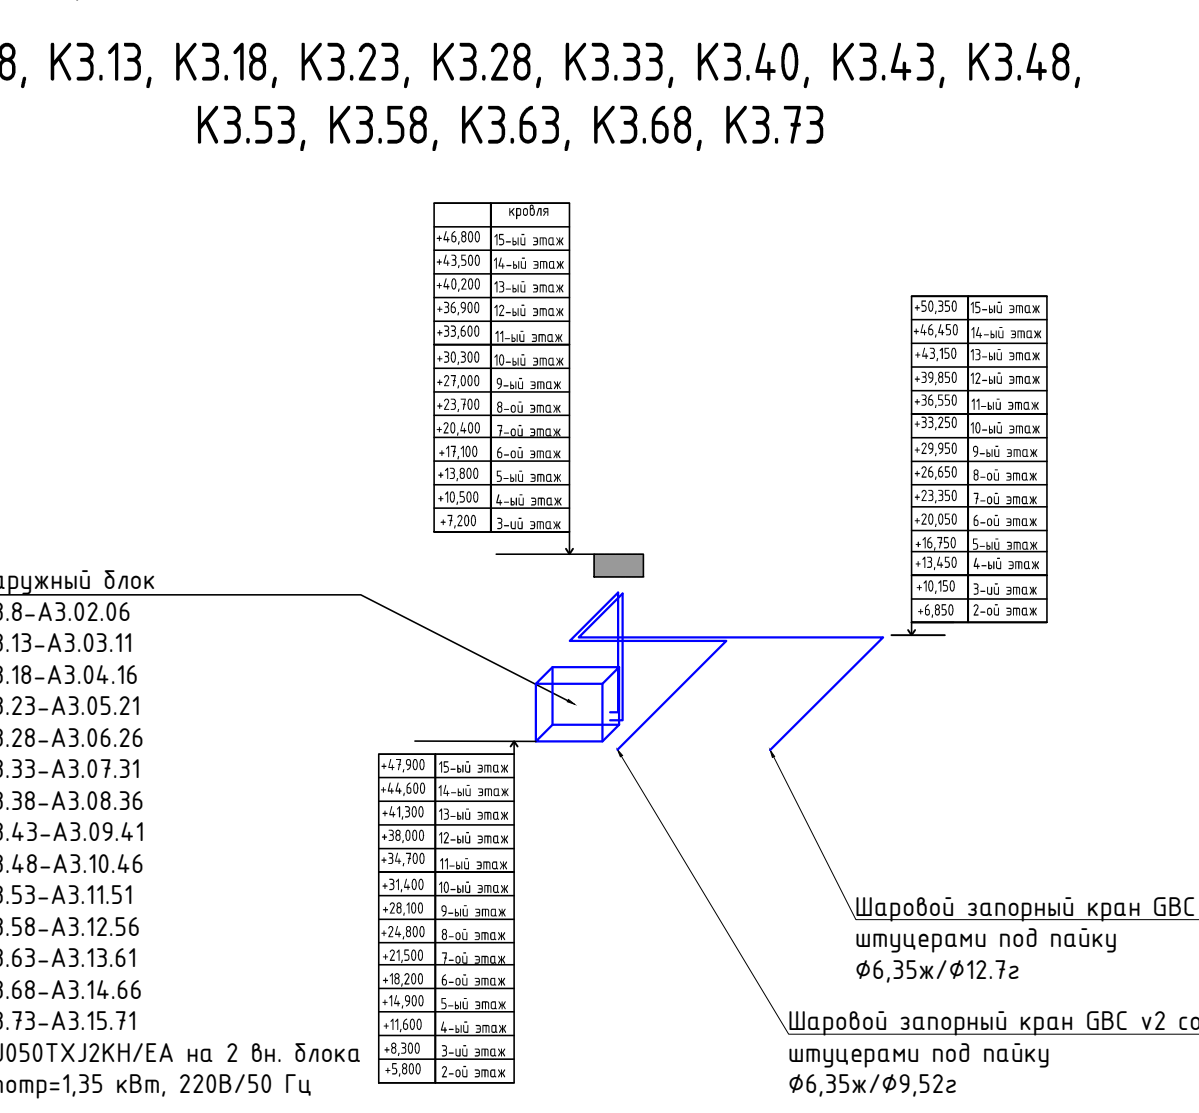 8, К3.13, К3.18, К3.23, К3.28, К3.33, К3.40, К3.43, К3.48,
К3.53, К3.58, К3.63, К3.68, К3.73
кровля
+46,800 15-ый этаж
+43,500 14-ый этаж
+40,200 13-ый этаж
+36,900 12-ый этаж
+33,600 11-ый этаж
+30,300 10-ый этаж
+27,000 9-ый этаж
+23,700 8-ой этаж
+20,400 7-ой этаж
+17,100 6-ой этаж
+13,800 5-ый этаж
+10,500 4-ый этаж
+7,200 3-ий этаж
+50,350 15-ый этаж
+46,450 14-ый этаж
+43,150 13-ый этаж
+39,850 12-ый этаж
+36,550 11-ый этаж
+33,250 10-ый этаж
+29,950 9-ый этаж
+26,650 8-ой этаж
+23,350 7-ой этаж
+20,050 6-ой этаж
+16,750 5-ый этаж
+13,450 4-ый этаж
+10,150 3-ий этаж
+6,850 2-ой этаж
аружный блок
3.8-А3.02.06
3.13-А3.03.11
3.18-А3.04.16
3.23-А3.05.21
3.28-А3.06.26
3.33-А3.07.31
3.38-А3.08.36
3.43-А3.09.41
3.48-А3.10.46
3.53-А3.11.51
3.58-А3.12.56
3.63-А3.13.61
3.68-А3.14.66
3.73-А3.15.71
J050TXJ2KH/EA на 2 вн. блока
потр=1,35 кВт, 220В/50 Гц
+47,900 15-ый этаж
+44,600 14-ый этаж
+41,300 13-ый этаж
+38,000 12-ый этаж
+34,700 11-ый этаж
+31,400 10-ый этаж
+28,100 9-ый этаж
+24,800 8-ой этаж
+21,500 7-ой этаж
+18,200 6-ой этаж
+14,900 5-ый этаж
+11,600 4-ый этаж
+8,300 3-ий этаж
+5,800 2-ой этаж
Шаровой запорный кран GBC
штуцерами под пайку
Ф6,35ж/Ф12.7г
Шаровой запорный кран GBC v2 со
штуцерами под пайку
Ф6,35ж/Ф9,52г